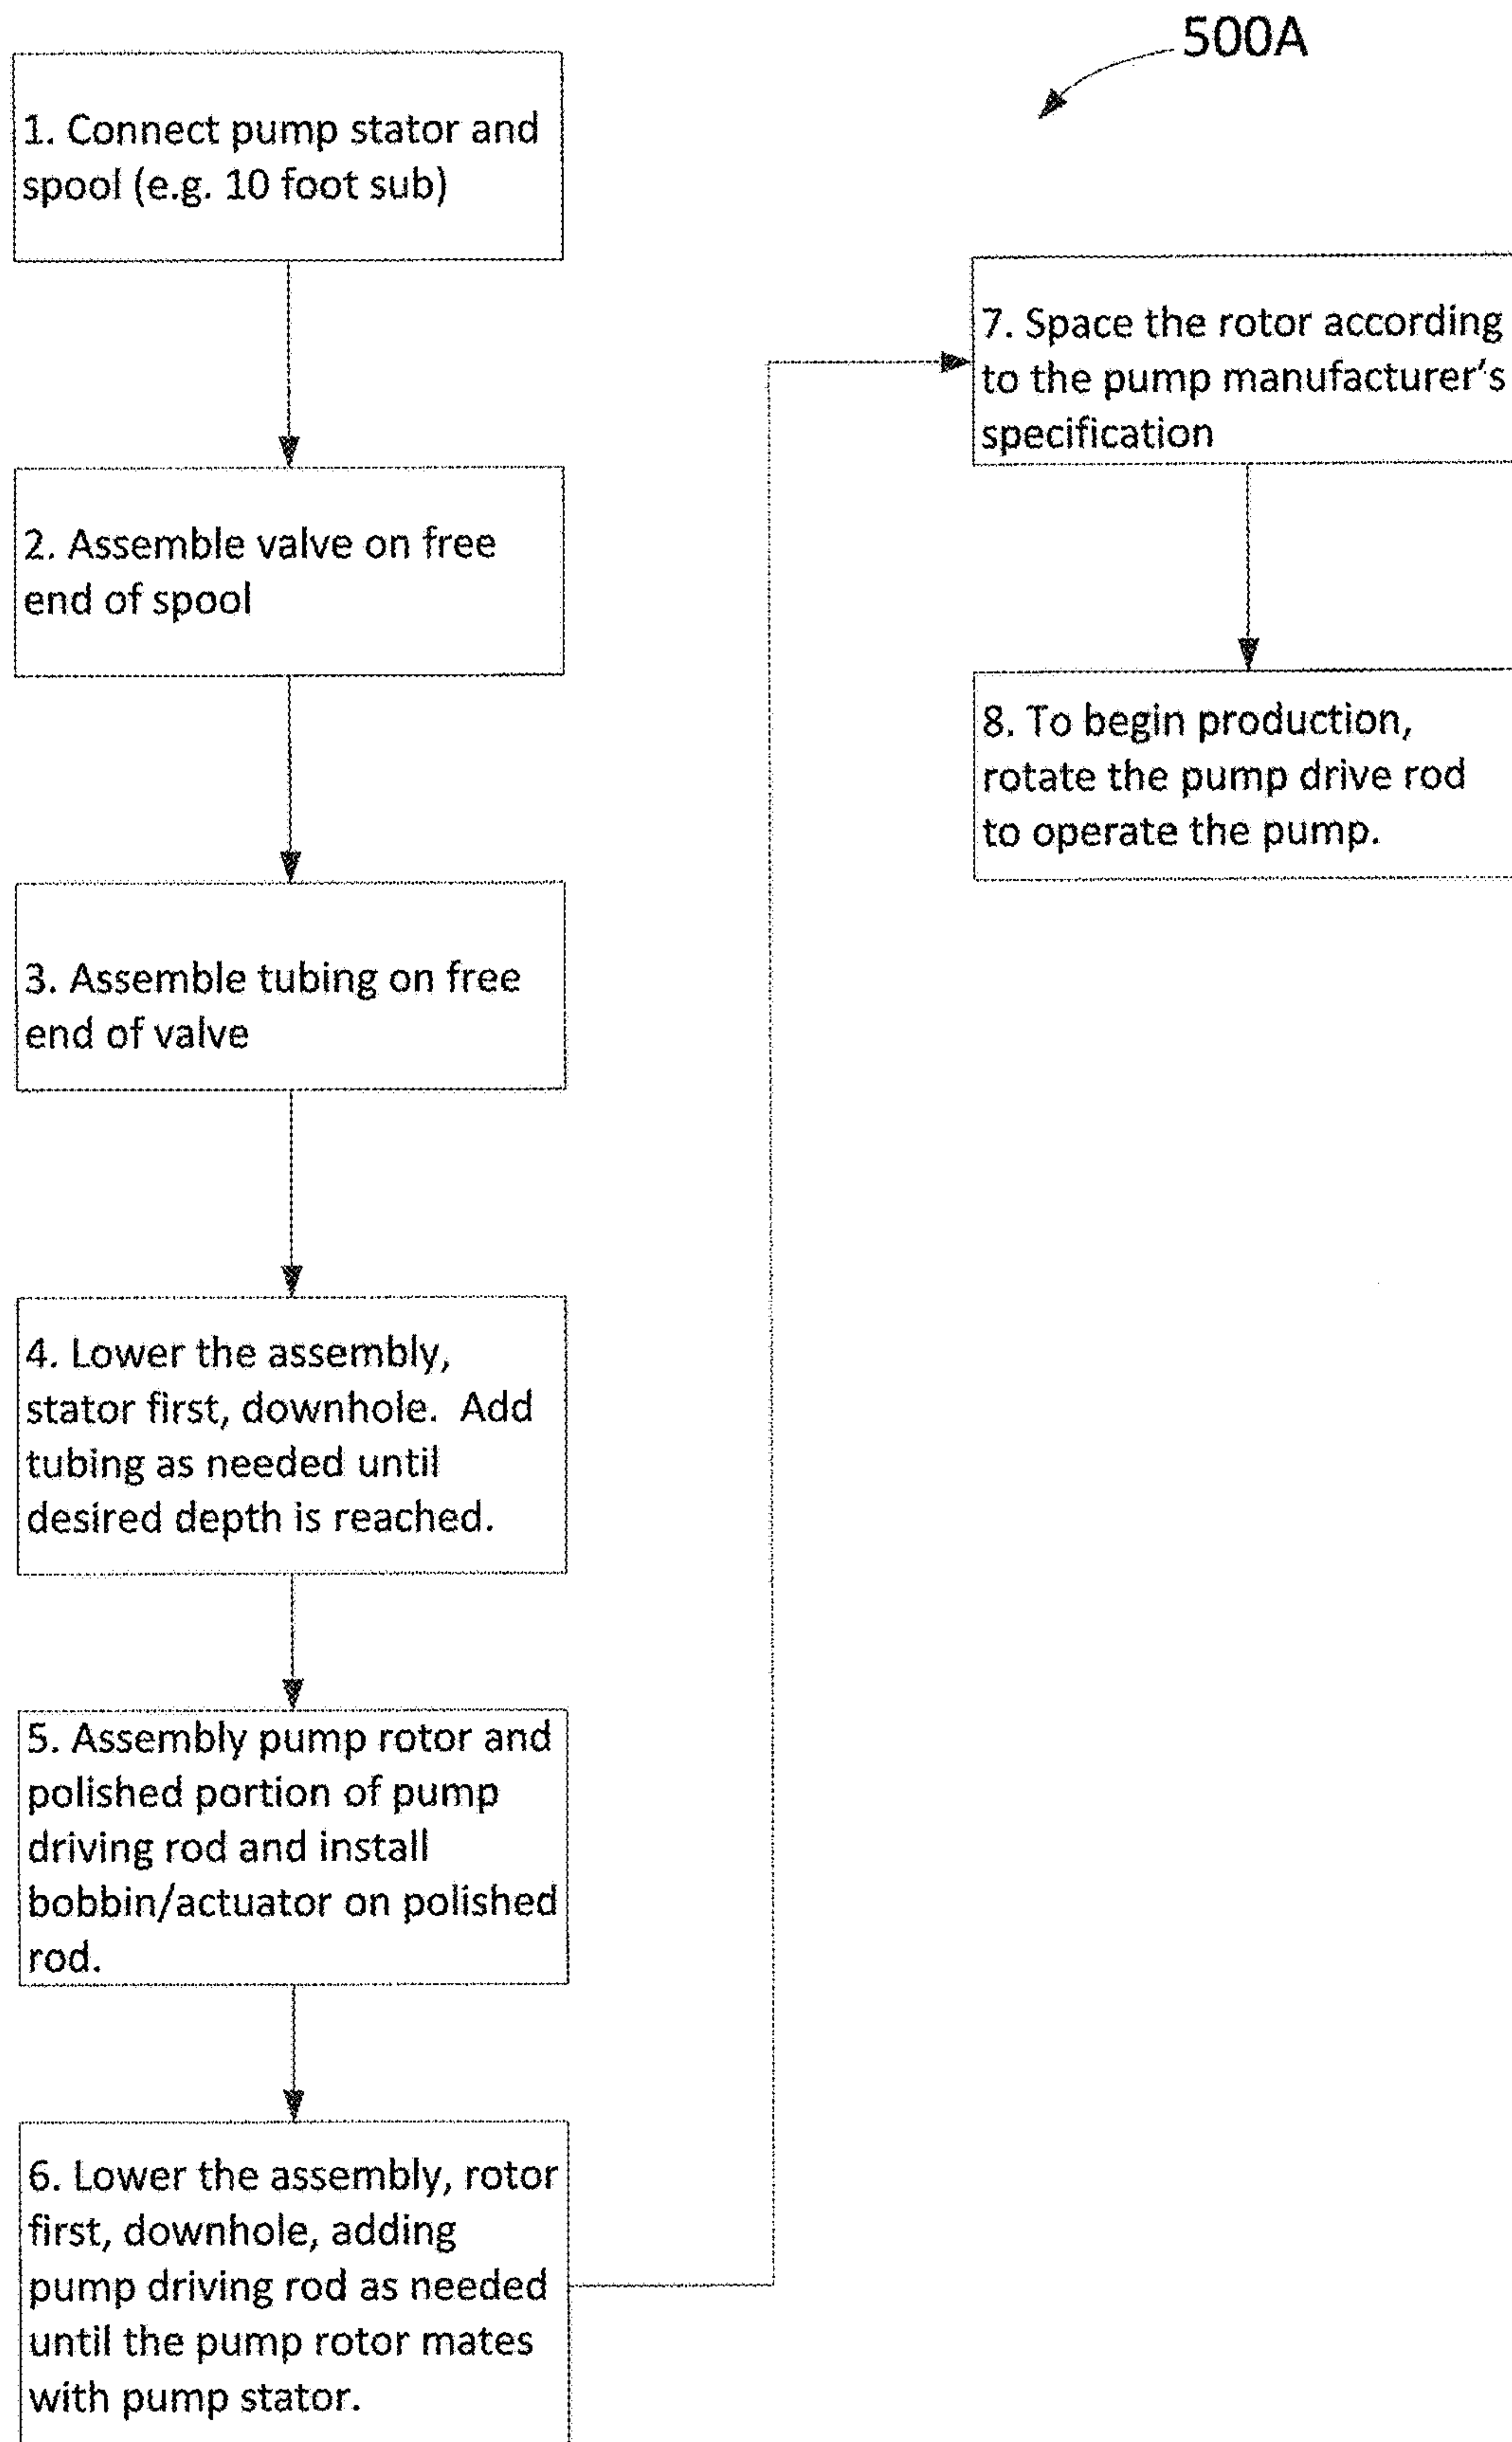 500A
1. Connect pump stator and
spool (e.g. 10 foot sub)
2. Assemble valve on free
end of spool
3. Assemble tubing on free
end of valve
4. Lower the assembly,
stator first, downhole.  Add
tubing as needed until
desired depth is reached.
5. Assembly pump rotor and
polished portion of pump
driving rod and install
bobbin/actuator on polished
rod.
6. Lower the assembly, rotor
first, downhole, adding
pump driving rod as needed
until the pump rotor mates
with pump stator.
7. Space the rotor according
to the pump manufacturer's
specification
8. To begin production,
rotate the pump drive rod
to operate the pump.